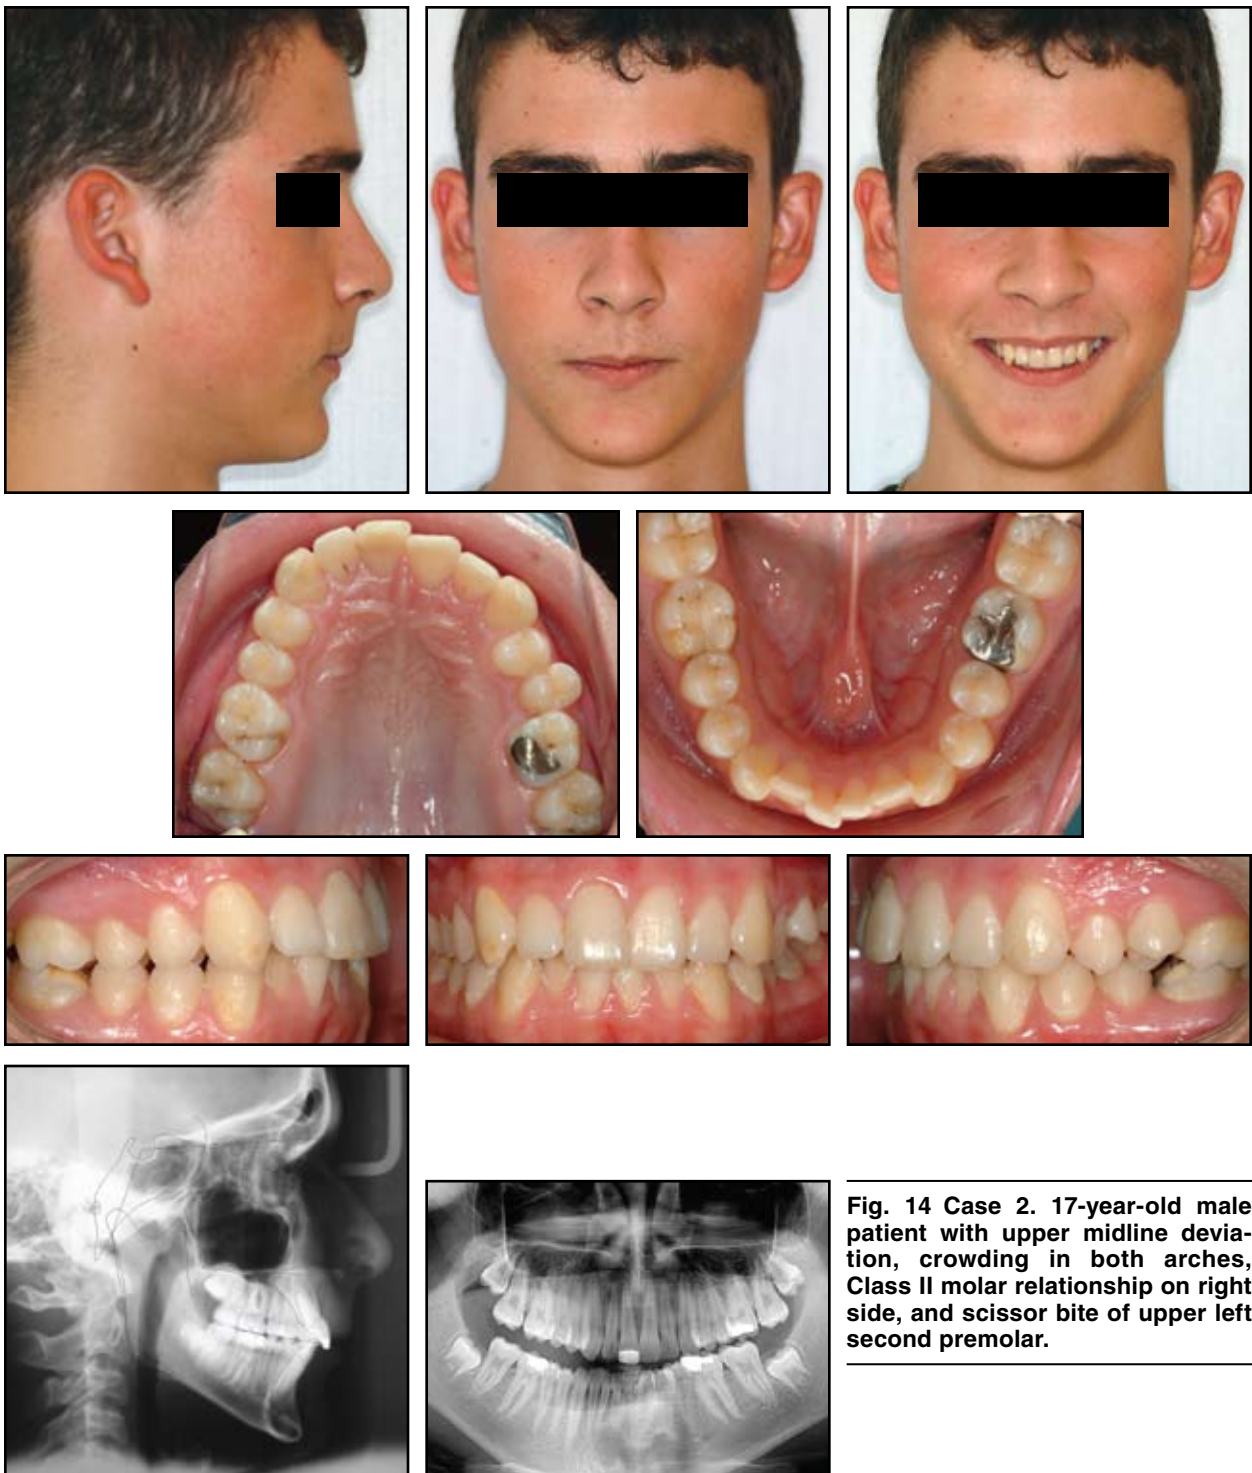 Fig. 14 Case 2. 17-year-old male
patient with upper midline devia-
tion, crowding in both arches,
Class II molar relationship on right
side, and scissor bite of upper left
second premolar.